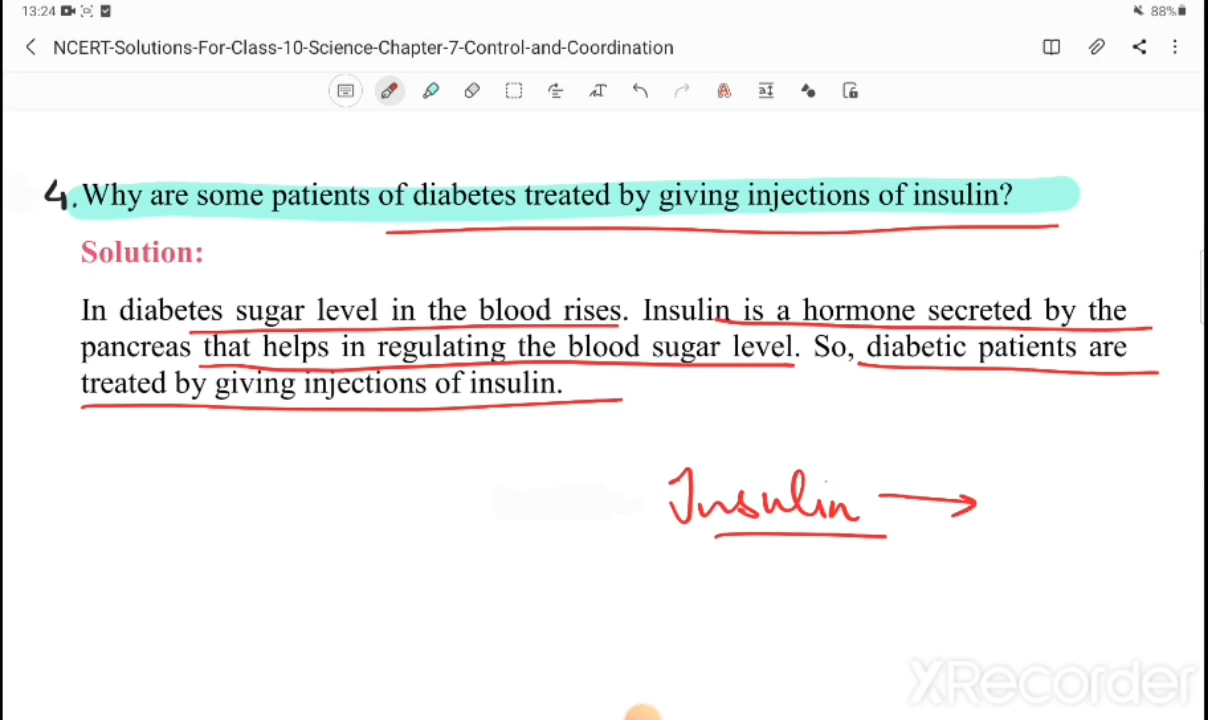 13:24 88%
NCERT-Solutions-For-Class-10-Science-Chapter-7-Control-and-Coordination
4. Why are some patients of diabetes treated by giving injections of insulin?
Solution:
In diabetes sugar level in the blood rises. Insulin is a hormone secreted by the
pancreas that helps in regulating the blood sugar level. So, diabetic patients are
treated by giving injections of insulin.
Insulin →
XRecorder